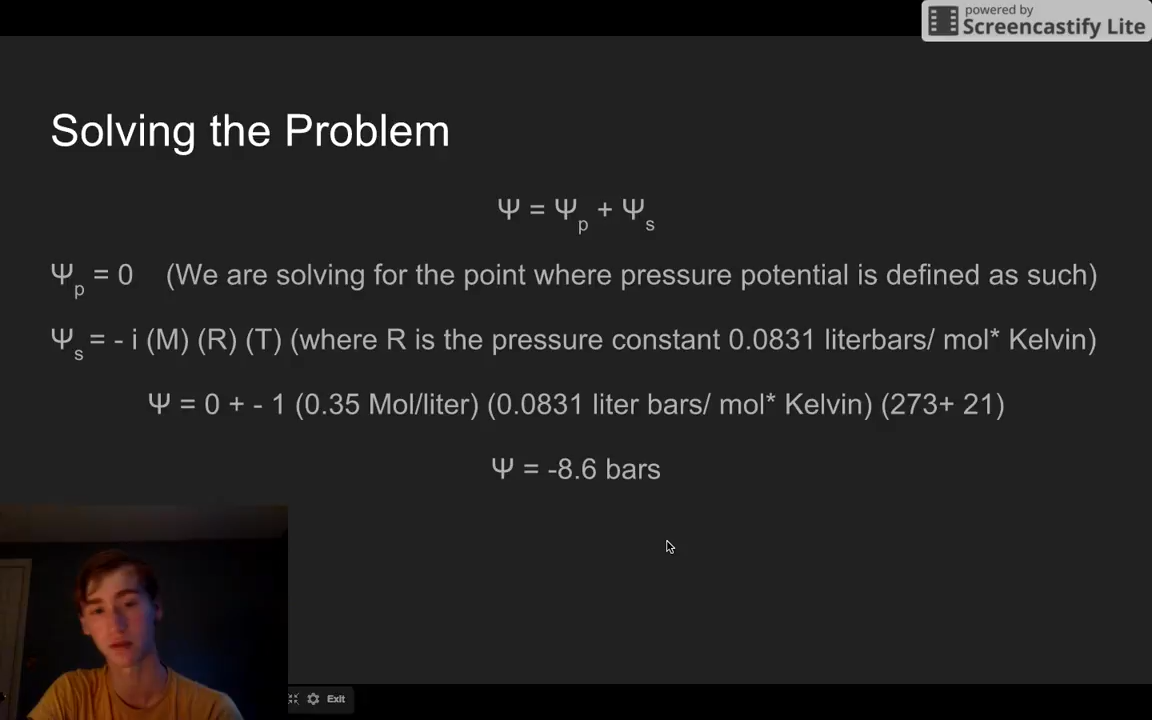 powered by
Screencastify Lite
Solving the Problem
Ψ = Ψp + Ψs
Ψp = 0 (We are solving for the point where pressure potential is defined as such)
Ψs = - i (M) (R) (T) (where R is the pressure constant 0.0831 literbars/ mol* Kelvin)
Ψ = 0 + - 1 (0.35 Mol/liter) (0.0831 liter bars/ mol* Kelvin) (273+ 21)
Ψ = -8.6 bars
Exit